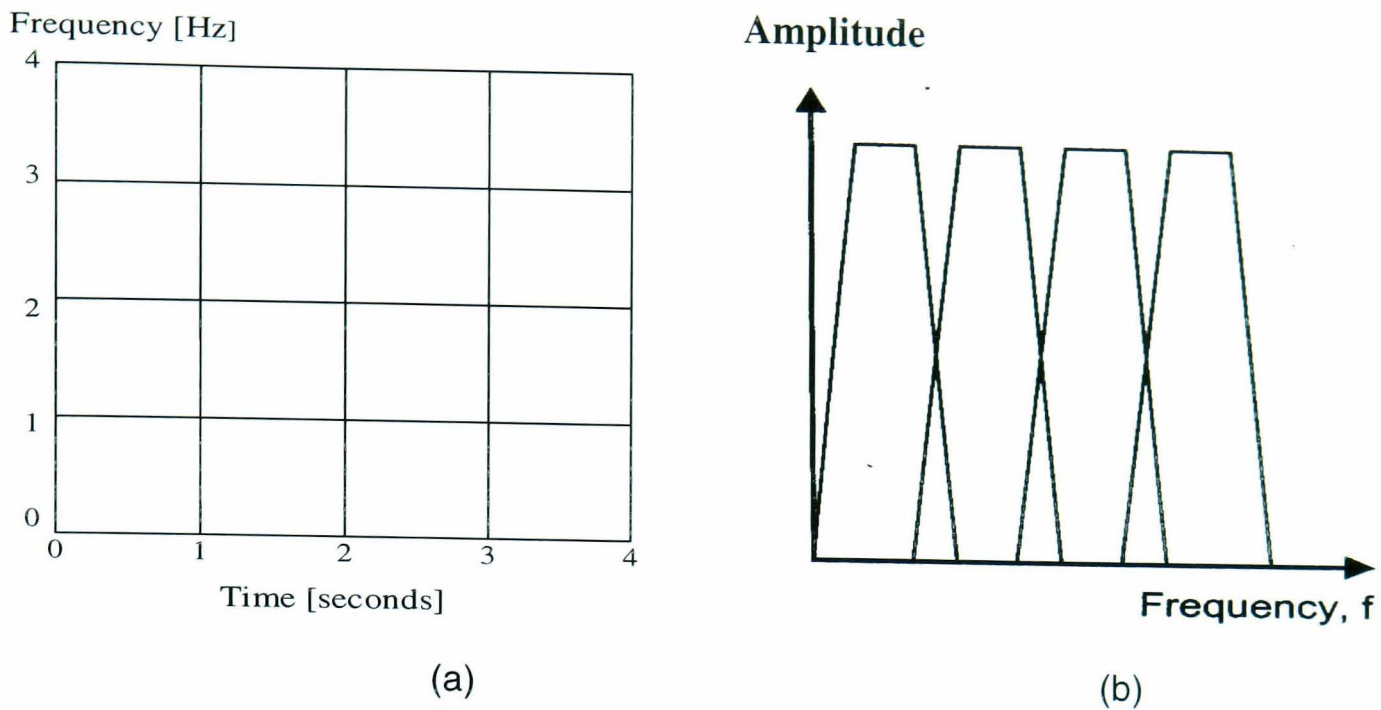 Frequency [Hz]
4
3
2
1
0
0 1 2 3 4
Time [seconds]
(a)
Amplitude
Frequency, f
(b)